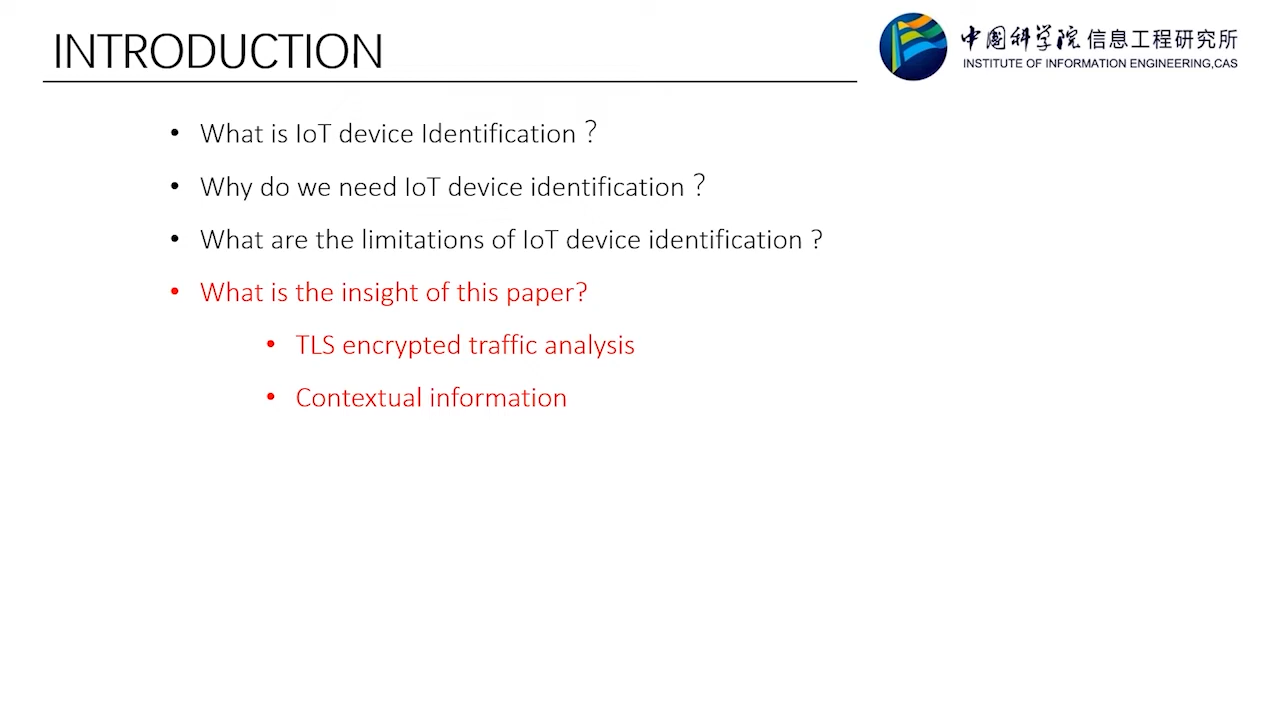 INTRODUCTION
中国科学院 信息工程研究所
INSTITUTE OF INFORMATION ENGINEERING,CAS
• What is IoT device Identification？
• Why do we need IoT device identification？
• What are the limitations of IoT device identification ?
• What is the insight of this paper?
• TLS encrypted traffic analysis
• Contextual information